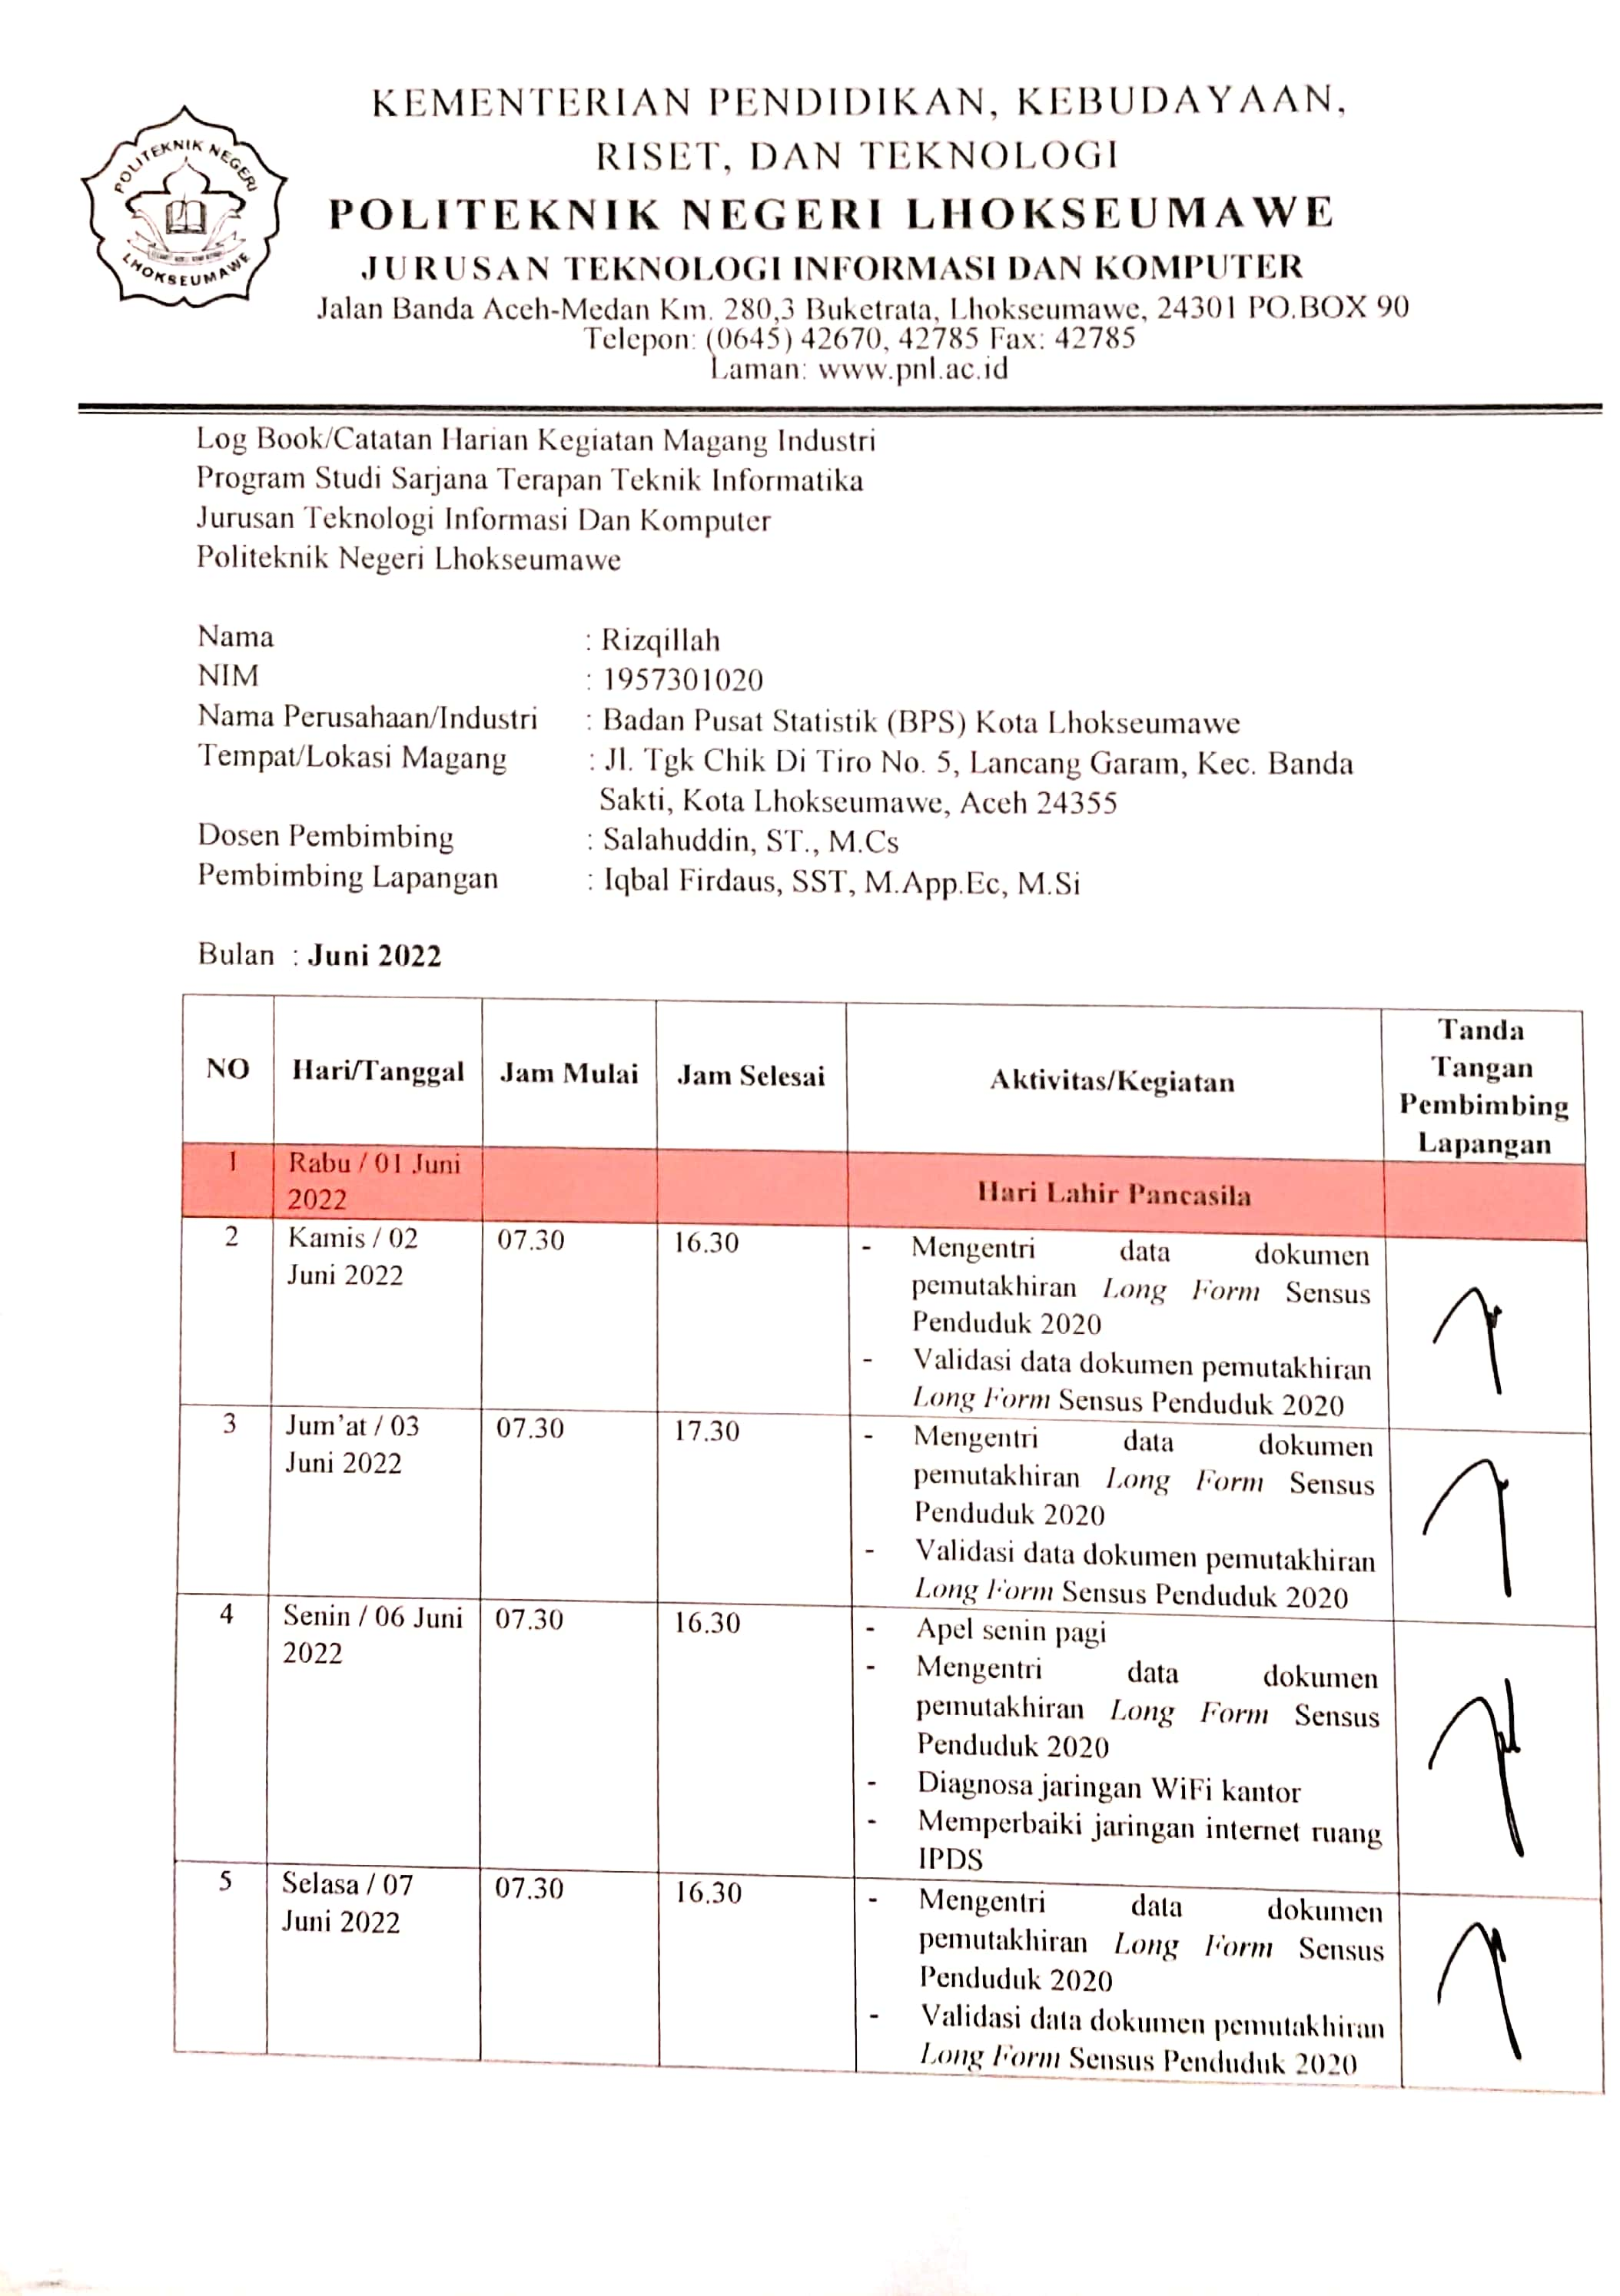 POLITEKNIK NEGERI
LHOKSEUMAWE
KEMENTERIAN PENDIDIKAN, KEBUDAYAAN,
RISET, DAN TEKNOLOGI
POLITEKNIK NEGERI LHOKSEUMAWE
JURUSAN TEKNOLOGI INFORMASI DAN KOMPUTER
Jalan Banda Aceh-Medan Km. 280,3 Buketrata, Lhokseumawe, 24301 PO.BOX 90
Telepon: (0645) 42670, 42785 Fax: 42785
Laman: www.pnl.ac.id
Log Book/Catatan Harian Kegiatan Magang Industri
Program Studi Sarjana Terapan Teknik Informatika
Jurusan Teknologi Informasi Dan Komputer
Politeknik Negeri Lhokseumawe
Nama : Rizqillah
NIM : 1957301020
Nama Perusahaan/Industri : Badan Pusat Statistik (BPS) Kota Lhokseumawe
Tempat/Lokasi Magang : Jl. Tgk Chik Di Tiro No. 5, Lancang Garam, Kec. Banda
Sakti, Kota Lhokseumawe, Aceh 24355
Dosen Pembimbing : Salahuddin, ST., M.Cs
Pembimbing Lapangan : Iqbal Firdaus, SST, M.App.Ec, M.Si
Bulan : Juni 2022
NO Hari/Tanggal Jam Mulai Jam Selesai Aktivitas/Kegiatan Tanda
Tangan
Pembimbing
Lapangan
1 Rabu / 01 Juni
2022
Hari Lahir Pancasila
2 Kamis / 02 07.30 16.30 - Mengentri data dokumen
Juni 2022 pemutakhiran Long Form Sensus
Penduduk 2020
- Validasi data dokumen pemutakhiran
Long Form Sensus Penduduk 2020
3 Jum'at / 03 07.30 17.30 - Mengentri data dokumen
Juni 2022 pemutakhiran Long Form Sensus
Penduduk 2020
- Validasi data dokumen pemutakhiran
Long Form Sensus Penduduk 2020
4 Senin / 06 Juni 07.30 16.30 - Apel senin pagi
2022 - Mengentri data dokumen
pemutakhiran Long Form Sensus
Penduduk 2020
- Diagnosa jaringan WiFi kantor
- Memperbaiki jaringan internet ruang
IPDS
5 Selasa / 07 07.30 16.30 - Mengentri data dokumen
Juni 2022 pemutakhiran Long Form Sensus
Penduduk 2020
- Validasi data dokumen pemutakhiran
Long Form Sensus Penduduk 2020